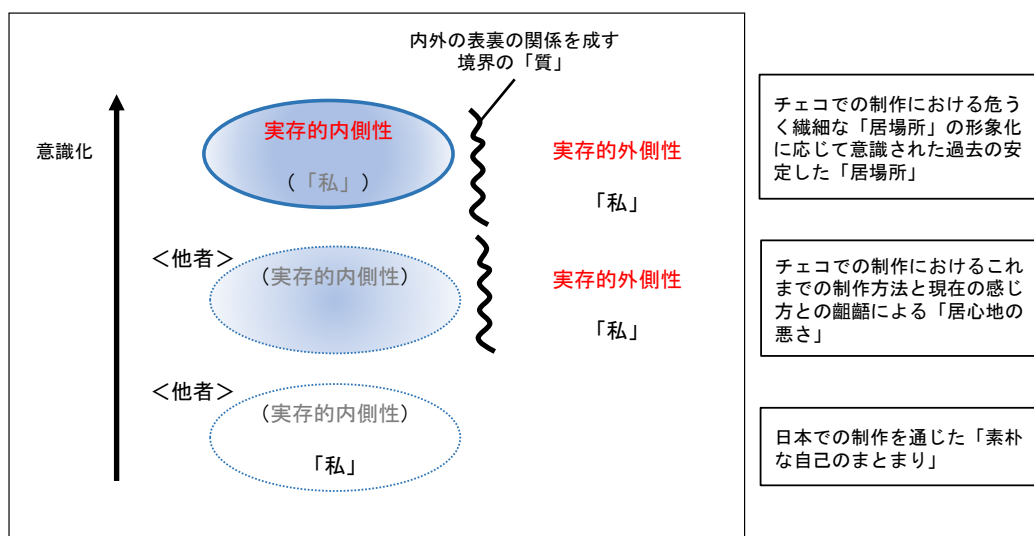 内外の表裏の関係を成す
境界の「質」
意識化
実存的内側性
(「私」)
実存的外側性
「私」
チェコでの制作における危う
く繊細な「居場所」の形象化
に応じて意識された過去の安
定した「居場所」
<他者>
(実存的内側性)
実存的外側性
「私」
チェコでの制作におけるこれ
までの制作方法と現在の感じ
方との齟齬による「居心地の
悪さ」
<他者>
(実存的内側性)
「私」
日本での制作を通じた「素朴
な自己のまとまり」